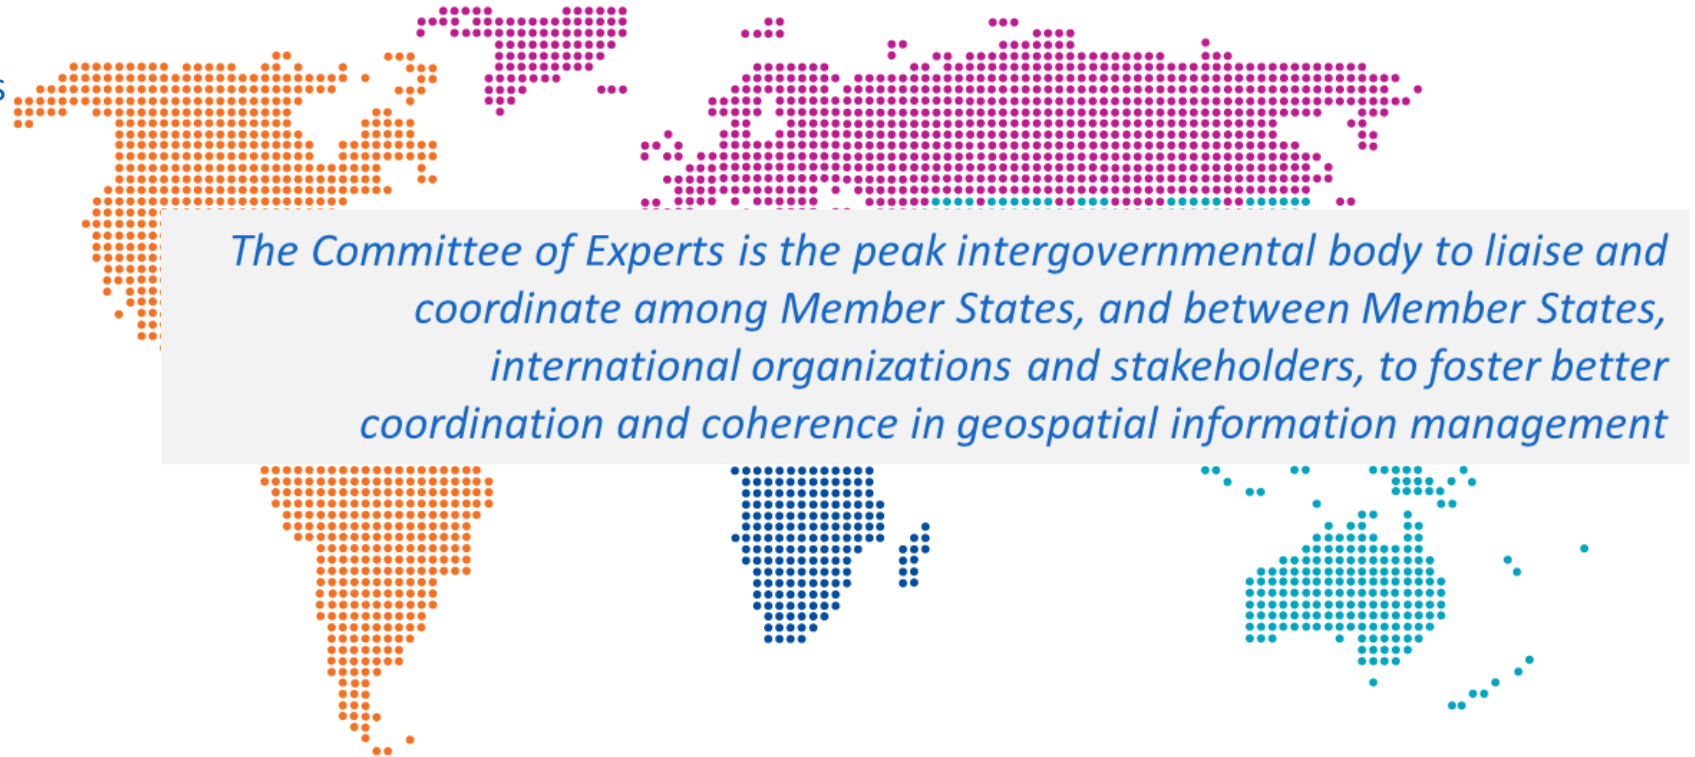 s
The Committee of Experts is the peak intergovernmental body to liaise and
coordinate among Member States, and between Member States,
international organizations and stakeholders, to foster better
coordination and coherence in geospatial information management